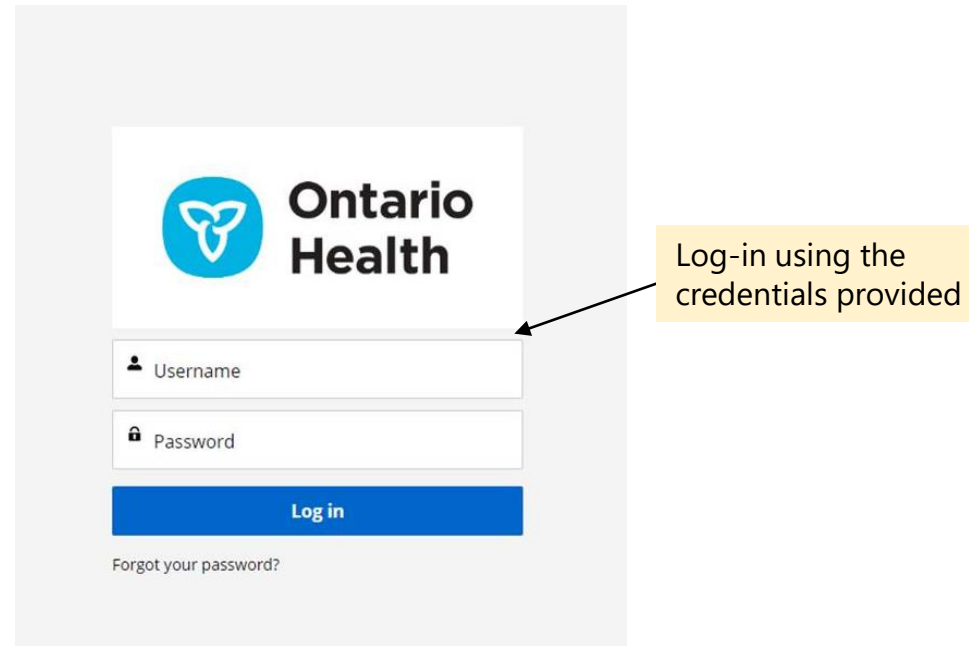 Ontario
Health
Log-in using the
credentials provided
Username
Password
Log in
Forgot your password?